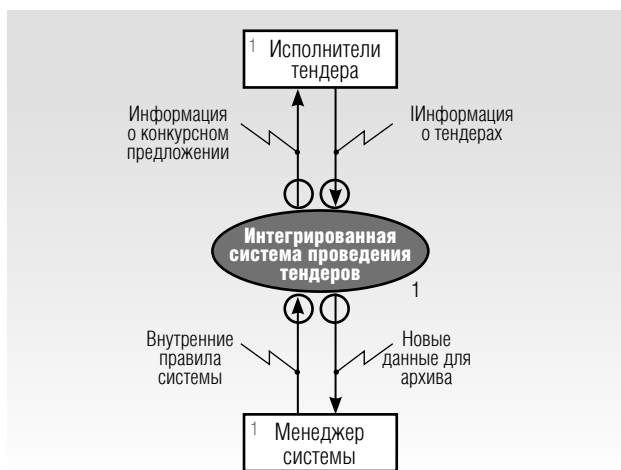 1
Исполнители
тендера
Информация
о конкурсном
предложении
IИнформация
о тендерах
Интегрированная
система проведения
тендеров
1
Внутренние
правила
системы
Новые
данные для
архива
1
Менеджер
системы